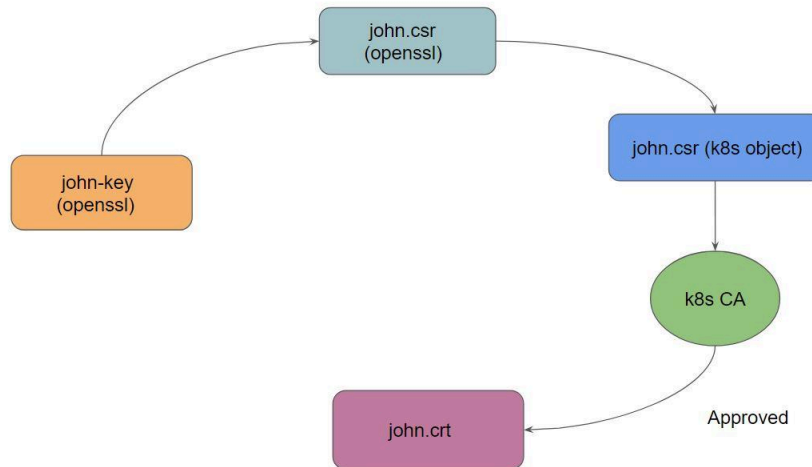 john.csr
(openssl)
john.csr (k8s object)
john-key
(openssl)
k8s CA
Approved
john.crt